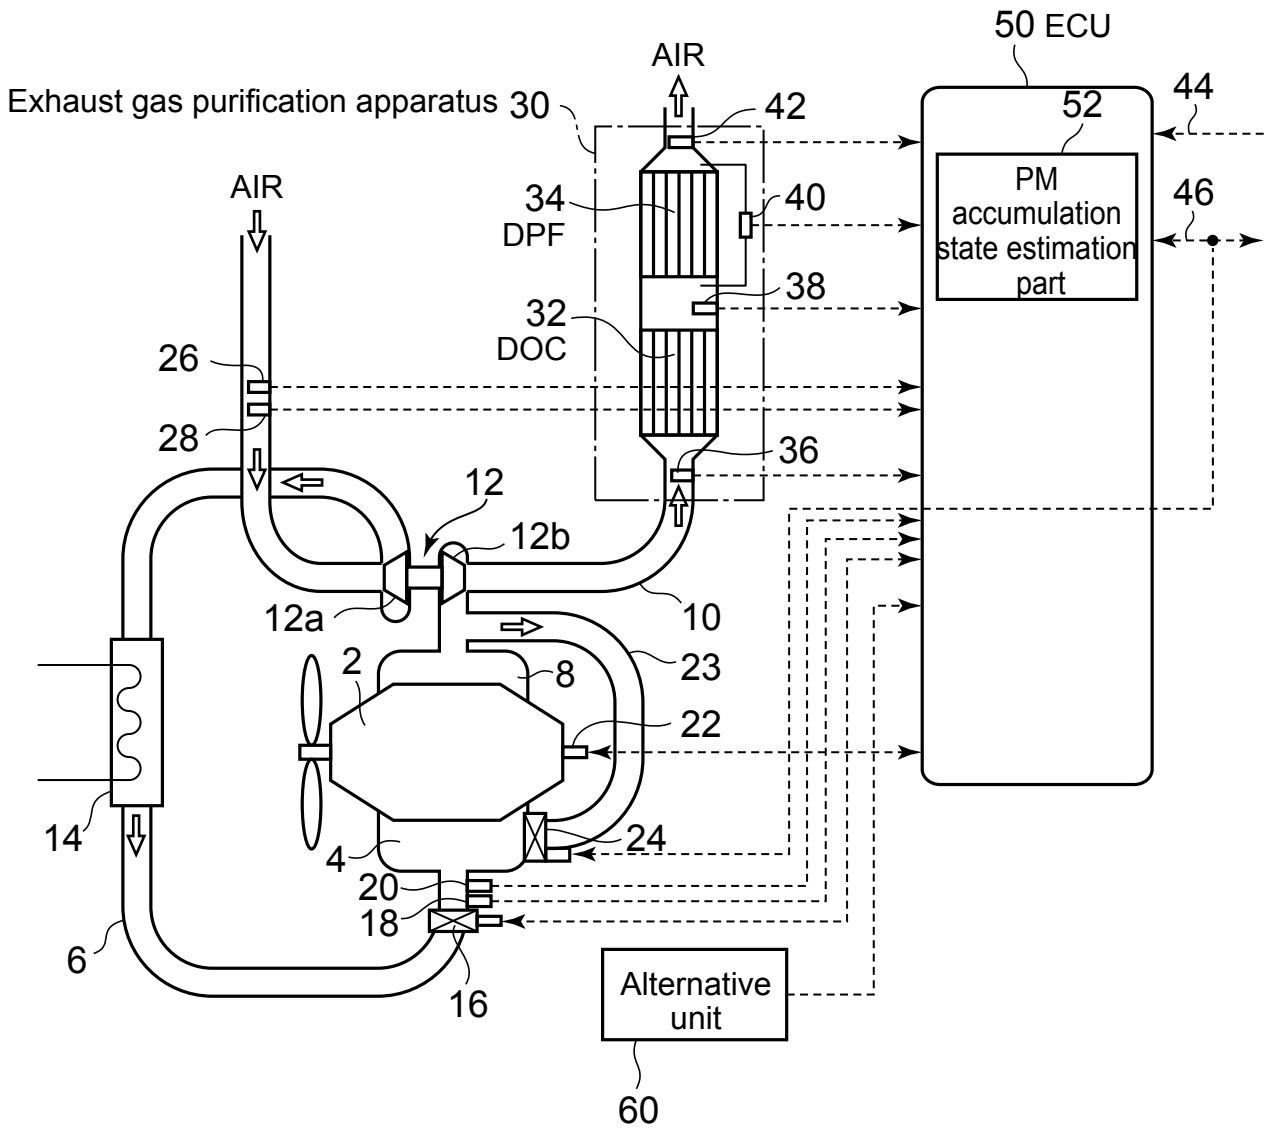 50 ECU
AIR
44
Exhaust gas purification apparatus 30
42
52
PM
accumulation
state estimation
part
AIR
34
DPF
40
46
38
32
DOC
26
28
36
12
12b
12a
10
23
2
8
22
14
24
4
20
18
6
16
Alternative
unit
60